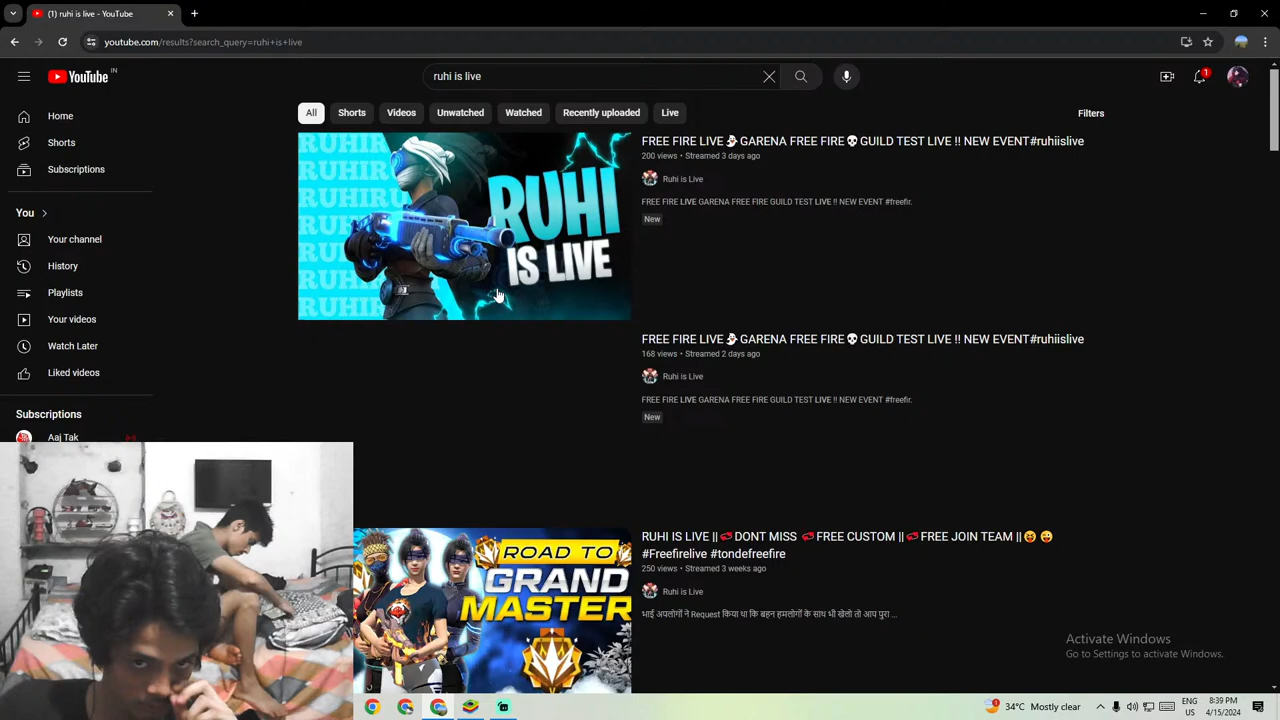 (1) ruhi is live - YouTube
youtube.com/results?search_query=ruhi+is+live
YouTube IN
ruhi is live
All Shorts Videos Unwatched Watched Recently uploaded Live Filters
Home
Shorts
Subscriptions
You
Your channel
History
Playlists
Your videos
Watch Later
Liked videos
Subscriptions
Aaj Tak
RUHI
IS LIVE
FREE FIRE LIVE👻GARENA FREE FIRE💀GUILD TEST LIVE !! NEW EVENT#ruhiislive
200 views • Streamed 3 days ago
Ruhi is Live
FREE FIRE LIVE GARENA FREE FIRE GUILD TEST LIVE !! NEW EVENT #freefir.
New
FREE FIRE LIVE👻GARENA FREE FIRE💀GUILD TEST LIVE !! NEW EVENT#ruhiislive
168 views • Streamed 2 days ago
Ruhi is Live
FREE FIRE LIVE GARENA FREE FIRE GUILD TEST LIVE !! NEW EVENT #freefir.
New
ROAD TO
GRAND
MASTER
RUHI IS LIVE ||DONT MISS FREE CUSTOM ||FREE JOIN TEAM ||
#Freefirelive #tondefreefire
250 views • Streamed 3 weeks ago
Ruhi is Live
भाई अपलोगों ने Request किया था कि बहन हमलोगों के साथ भी खेलो तो आप पुरा ...
Activate Windows
Go to Settings to activate Windows.
34°C Mostly clear
ENG
IN
8:39 PM
4/15/2024